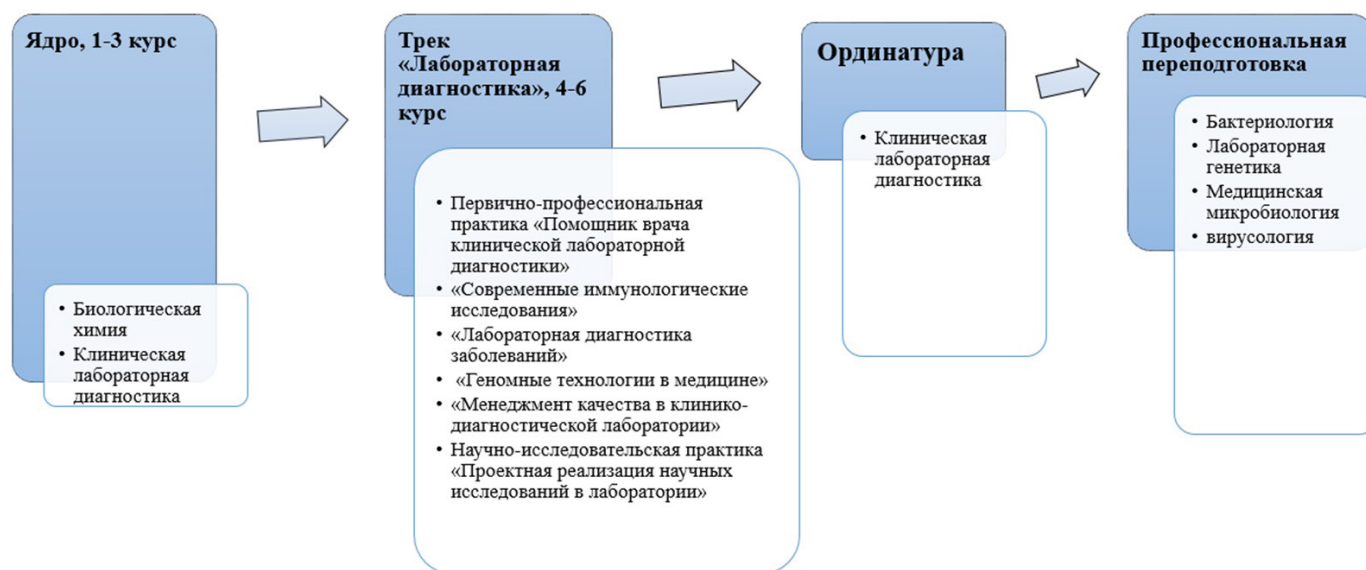 Ядро, 1-3 курс
• Биологическая
химия
• Клиническая
лабораторная
диагностика
Трек
«Лабораторная
диагностика», 4-6
курс
• Первично-профессиональная
практика «Помощник врача
клинической лабораторной
диагностики»
• «Современные иммунологические
исследования»
• «Лабораторная диагностика
заболеваний»
• «Геномные технологии в медицине»
• «Менеджмент качества в клинико-
диагностической лаборатории»
• Научно-исследовательская практика
«Проектная реализация научных
исследований в лаборатории»
Ординатура
• Клиническая
лабораторная
диагностика
Профессиональная
переподготовка
• Бактериология
• Лабораторная
генетика
• Медицинская
микробиология
• вирусология